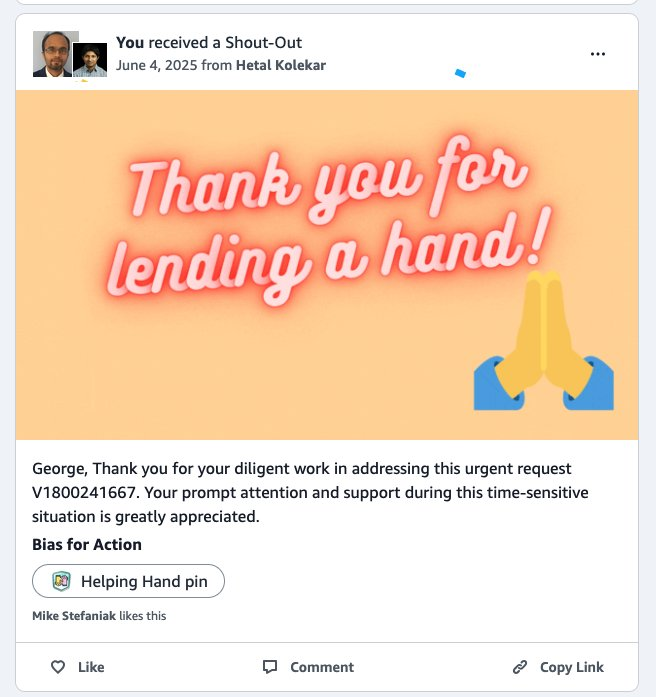 You received a Shout-Out
June 4, 2025 from Hetal Kolekar
Thank you for
lending a hand!
George, Thank you for your diligent work in addressing this urgent request
V1800241667. Your prompt attention and support during this time-sensitive
situation is greatly appreciated.
Bias for Action
Helping Hand pin
Mike Stefaniak likes this
Like
Comment
Copy Link